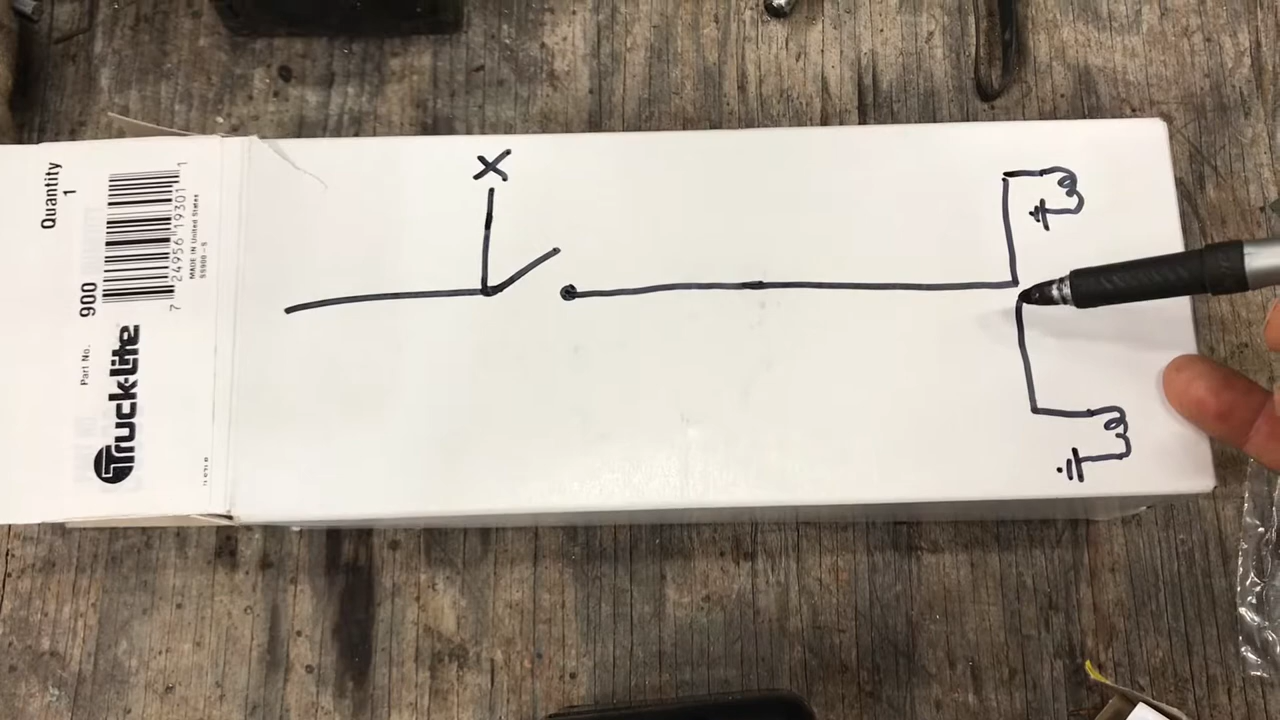 Quantity
1
Part No.
900
Truck-Lite
7 24956 19301 1
MADE IN United States
X